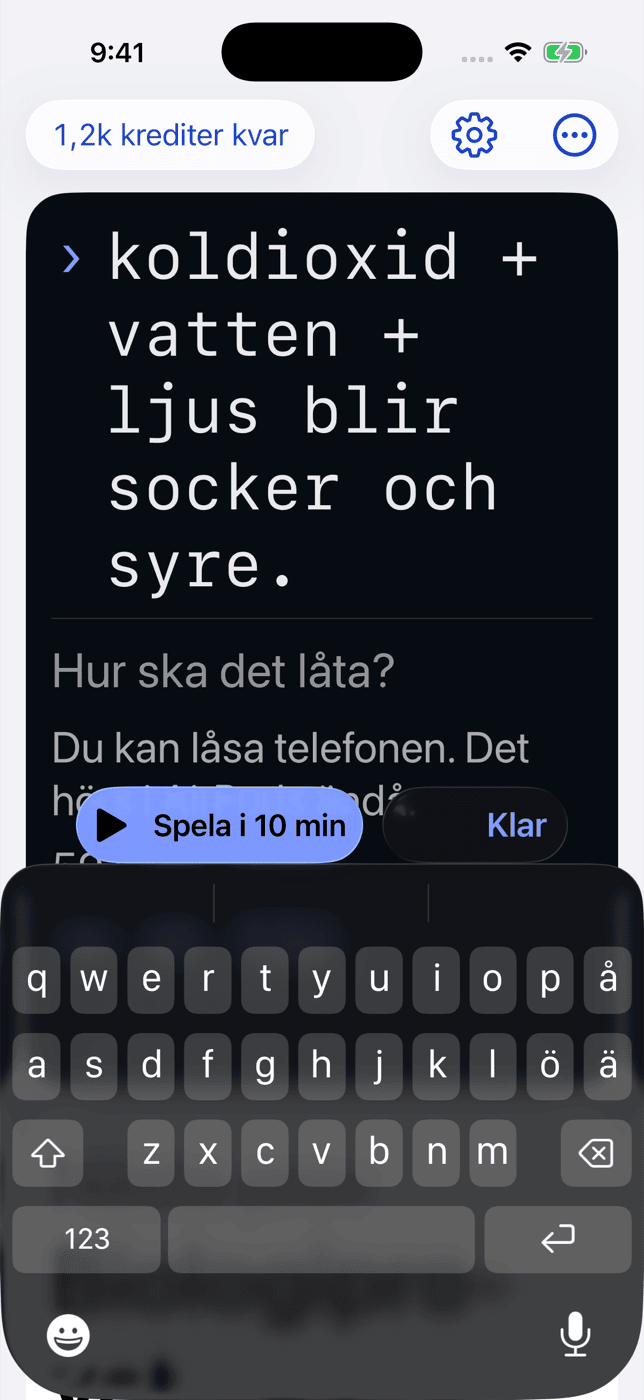 9:41
1,2k krediter kvar
› koldioxid +
vatten +
ljus blir
socker och
syre.
Hur ska det låta?
Du kan låsa telefonen. Det
Spela i 10 min
Klar
q w e r t y u i o p å
a s d f g h j k l ö ä
z x c v b n m
123